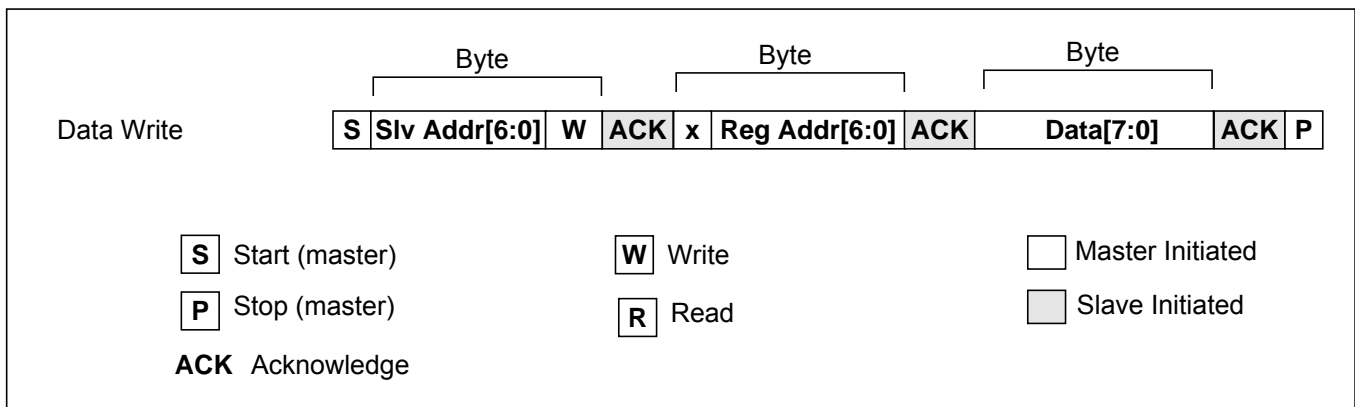 Byte Byte Byte
Data Write S Slv Addr[6:0] W ACK x Reg Addr[6:0] ACK Data[7:0] ACK P
S Start (master) W Write Master Initiated
P Stop (master) R Read Slave Initiated
ACK Acknowledge